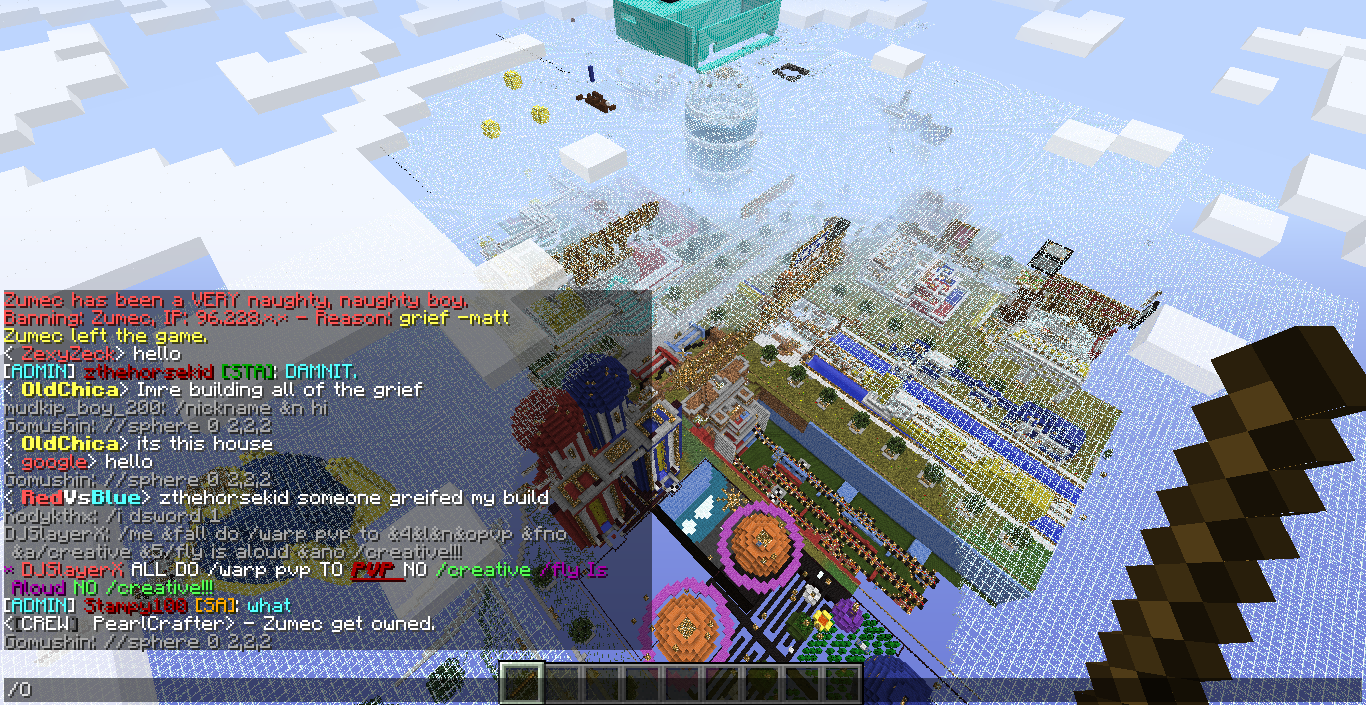 Zumec has been a VERY naughty, naughty boy.
Banning: Zumec, IP: 96.228.*.* - Reason: grief -matt
Zumec left the game.
< ZexyZeck> hello
[ADMIN] zthehorsekid [STA]: DAMNIT.
< OldChica> Imre building all of the grief
mudkip_boy_200: /nickname &n hi
Gomushin: //sphere 0 2,2,2
< OldChica> its this house
< google> hello
Gomushin: //sphere 0 2,2,2
< RedVsBlue> zthehorsekid someone greifed my build
nodykthx: /i dsword 1
DJSlayerX: /me &fall do /warp pvp to &4&l&n&opvp &fno
&a/creative &5/fly is aloud &ano /creative!!!
* DJSlayerX ALL DO /warp pvp TO PVP NO /creative /fly Is
Aloud NO /creative!!!
[ADMIN] Stampy100 [SA]: what
<[CREW] PearlCrafter> - Zumec get owned.
Gomushin: //sphere 0 2,2,2
/0